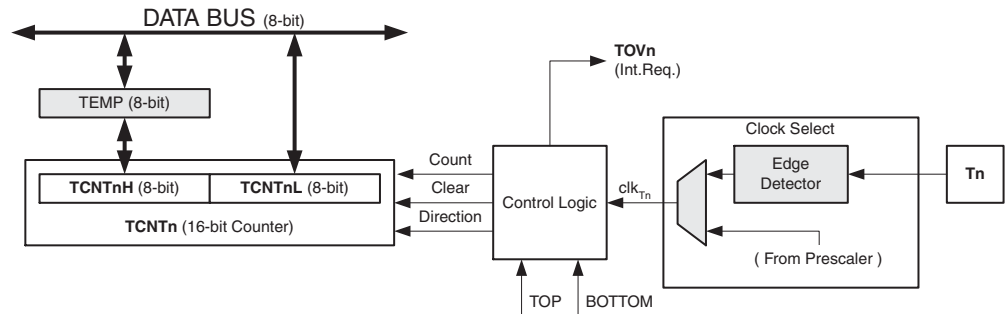 DATA BUS (8-bit)
TEMP (8-bit)
TCNTnH (8-bit)
TCNTnL (8-bit)
TCNTn (16-bit Counter)
Count
Clear
Direction
Control Logic
TOVn
(Int.Req.)
TOP
BOTTOM
clkTn
Clock Select
Edge
Detector
( From Prescaler )
Tn